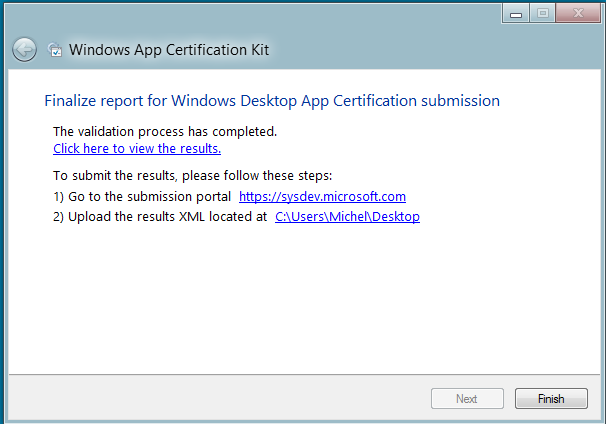 Windows App Certification Kit
Finalize report for Windows Desktop App Certification submission
The validation process has completed.
Click here to view the results.
To submit the results, please follow these steps:
1) Go to the submission portal https://sysdev.microsoft.com
2) Upload the results XML located at C:\Users\Michel\Desktop
Next Finish